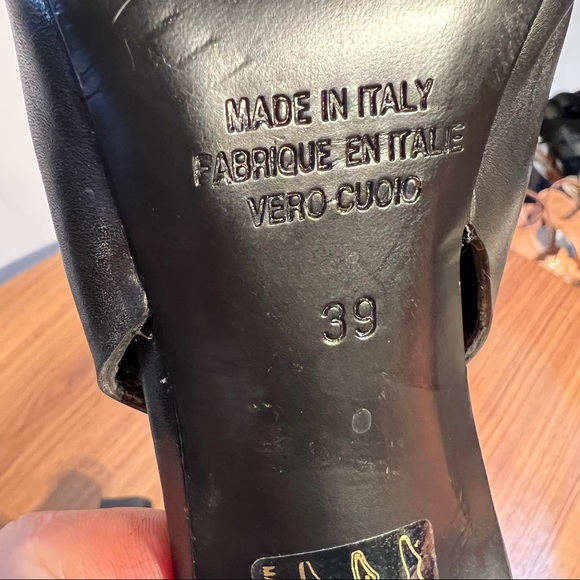 MADE IN ITALY
FABRIQUE EN ITALIE
VERO CUOIO
39